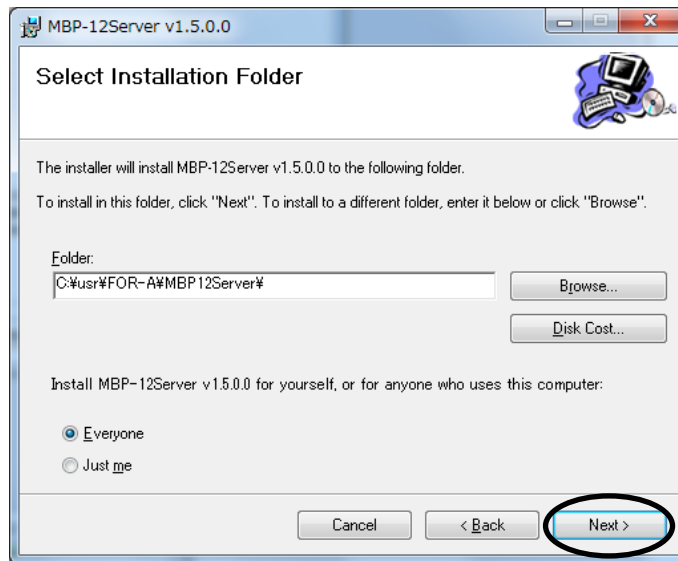 MBP-12Server v1.5.0.0
Select Installation Folder
The installer will install MBP-12Server v1.5.0.0 to the following folder.
To install in this folder, click "Next". To install to a different folder, enter it below or click "Browse".
Folder:
C:¥usr¥FOR-A¥MBP12Server¥
Browse...
Disk Cost...
Install MBP-12Server v1.5.0.0 for yourself, or for anyone who uses this computer:
Everyone
Just me
Cancel
< Back
Next >